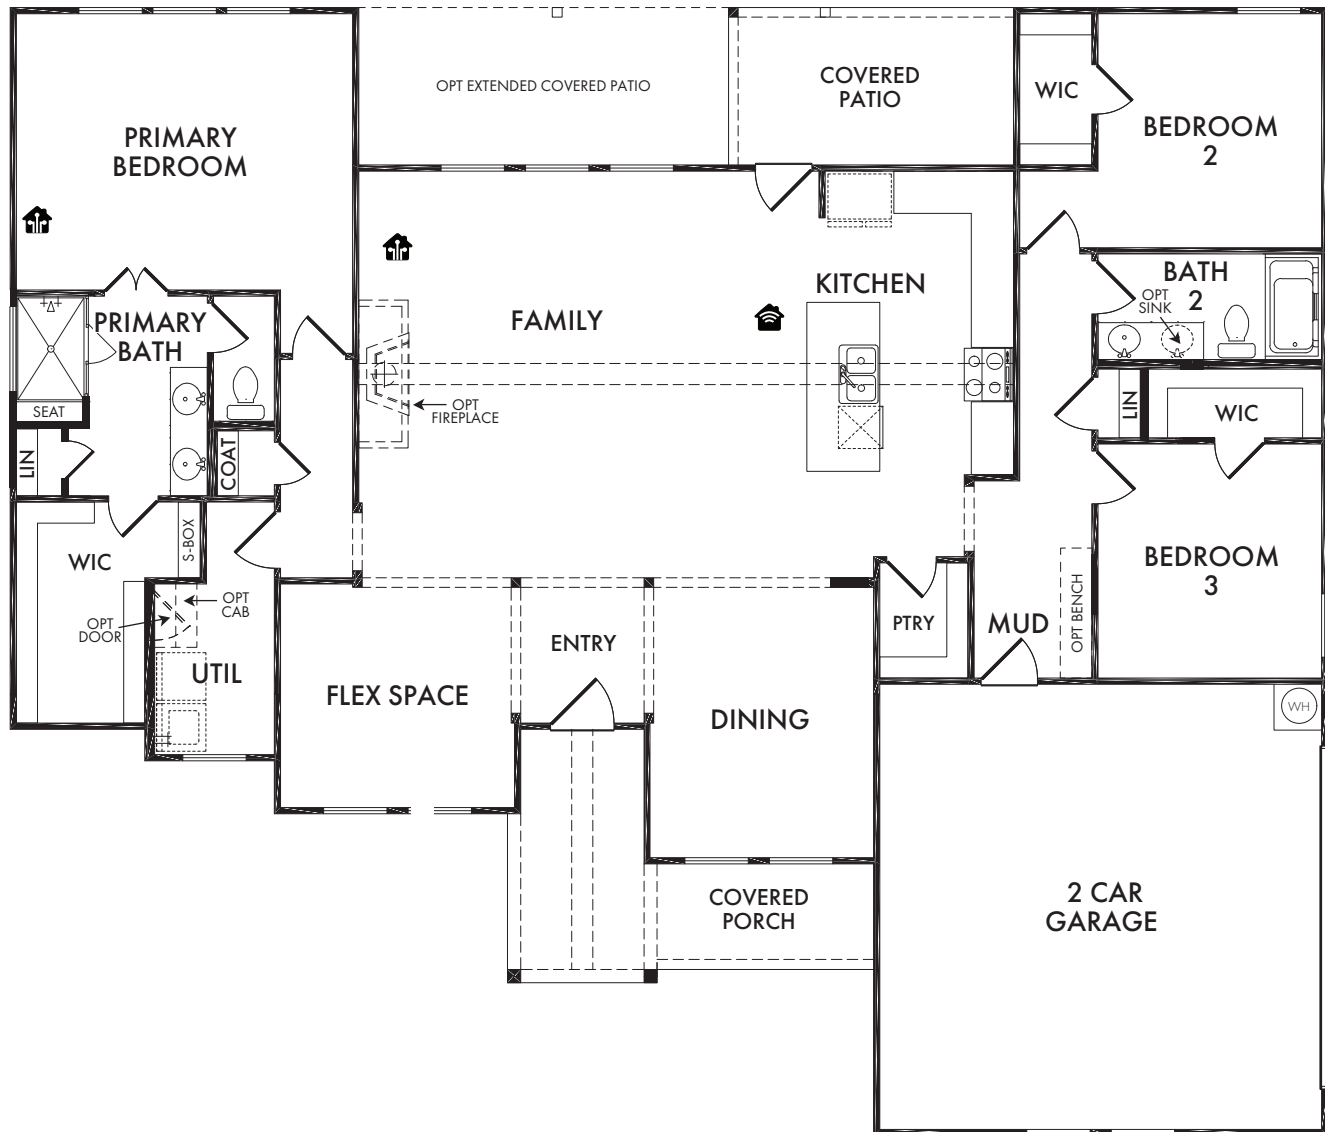 OPT EXTENDED COVERED PATIO
COVERED
PATIO
WIC
BEDROOM
2
PRIMARY
BEDROOM
BATH
2
OPT
SINK
KITCHEN
FAMILY
PRIMARY
BATH
SEAT
OPT
FIREPLACE
LIN
WIC
COAT
LIN
S-BOX
WIC
BEDROOM
3
OPT
CAB
OPT
DOOR
UTIL
ENTRY
PTRY
MUD
OPT BENCH
FLEX SPACE
DINING
WH
COVERED
PORCH
2 CAR
GARAGE